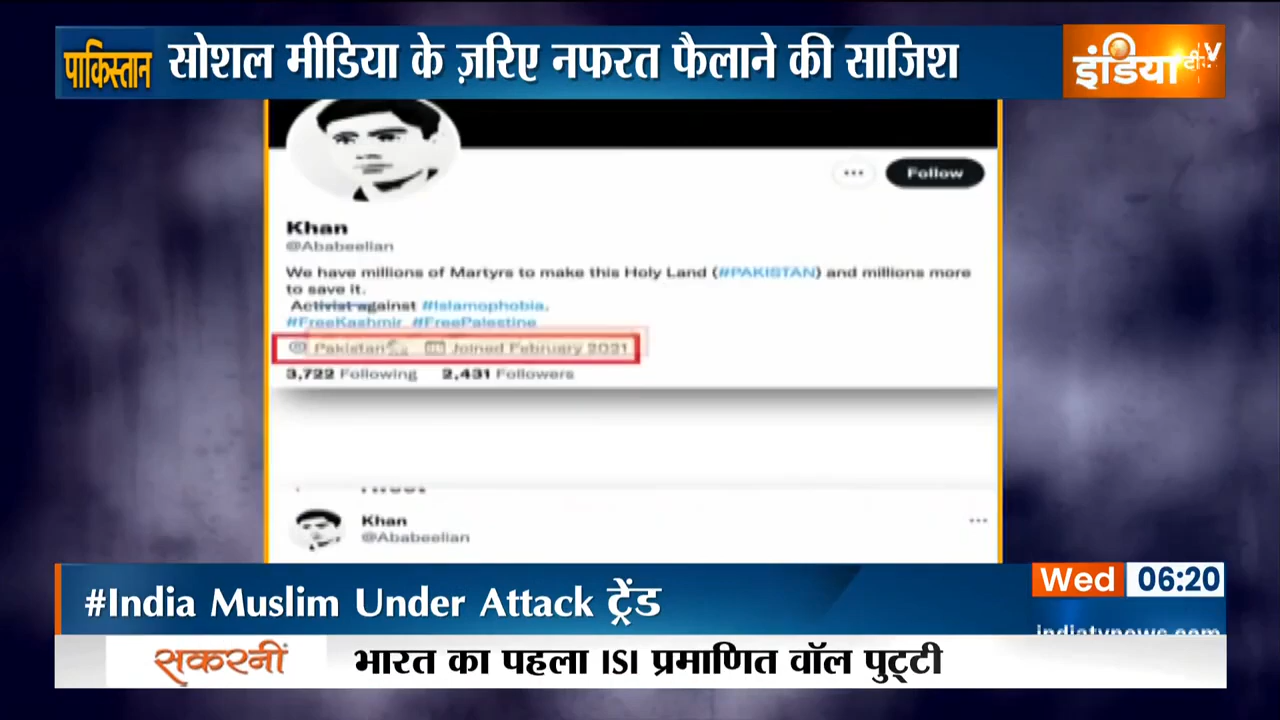 पाकिस्तान
सोशल मीडिया के ज़रिए नफरत फैलाने की साजिश
इंडिया टीवी
Follow
Khan
@Ababeelian
We have millions of Martyrs to make this Holy Land (#PAKISTAN) and millions more
to save it.
Activist against #Islamophobia.
#FreeKashmir #FreePalestine
Pakistan Joined February 2021
3,722 Following 2,431 Followers
Khan
@Ababeelian
#India Muslim Under Attack ट्रेंड
Wed 06:20
indiatvnews.com
सकरनीं भारत का पहला ISI प्रमाणित वॉल पुट्टी